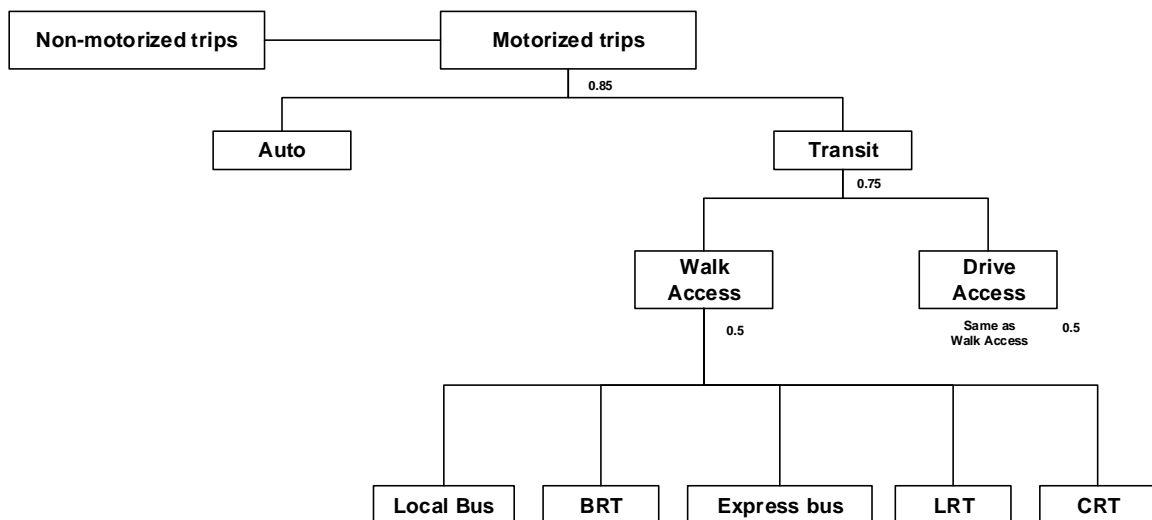 Non-motorized trips
Motorized trips
0.85
Auto
Transit
0.75
Walk
Access
Drive
Access
0.5
Same as
Walk Access
0.5
Local Bus
BRT
Express bus
LRT
CRT